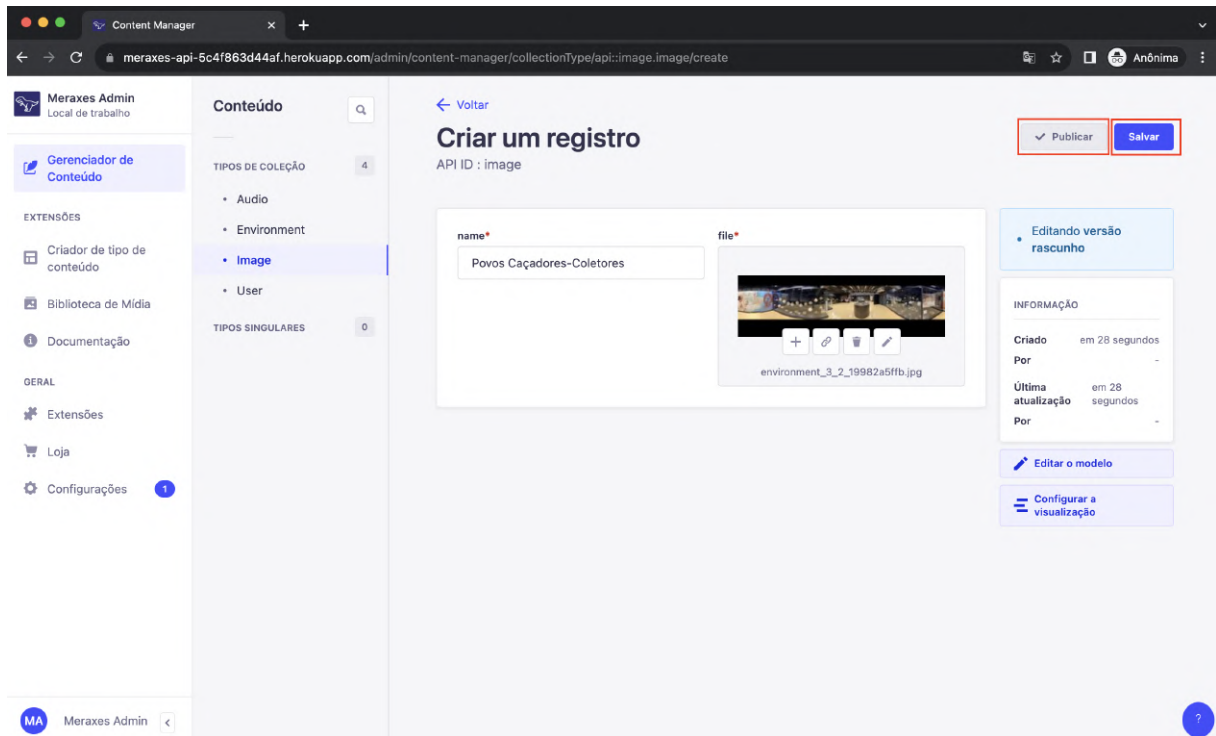 Content Manager
meraxes-api-5c4f863d44af.herokuapp.com/admin/content-manager/collectionType/api::image.image/create
Anônima
Meraxes Admin
Local de trabalho
Gerenciador de
Conteúdo
EXTENSÕES
Criador de tipo de
conteúdo
Biblioteca de Mídia
Documentação
GERAL
Extensões
Loja
Configurações 1
MA Meraxes Admin
Conteúdo
TIPOS DE COLEÇÃO 4
Audio
Environment
Image
User
TIPOS SINGULARES 0
Voltar
Criar um registro
API ID : image
Publicar
Salvar
name*
Povos Caçadores-Coletores
file*
environment_3_2_19982a5ffb.jpg
Editando versão
rascunho
INFORMAÇÃO
Criado em 28 segundos
Por -
Última em 28
atualização segundos
Por -
Editar o modelo
Configurar a
visualização
?